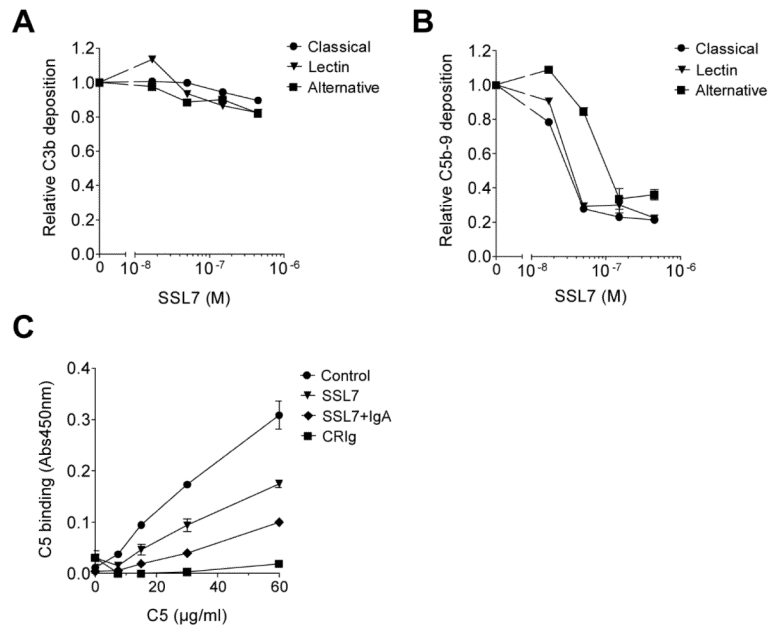 A
Relative C3b deposition
1.2
1.0
0.8
0.6
0.4
0.2
0.0
0
10-8
10-7
10-6
SSL7 (M)
Classical
Lectin
Alternative
B
Relative C5b-9 deposition
1.2
1.0
0.8
0.6
0.4
0.2
0.0
0
10-8
10-7
10-6
SSL7 (M)
Classical
Lectin
Alternative
C
C5 binding (Abs450nm)
0.4
0.3
0.2
0.1
0.0
0
20
40
60
C5 (µg/ml)
Control
SSL7
SSL7+IgA
CRIg